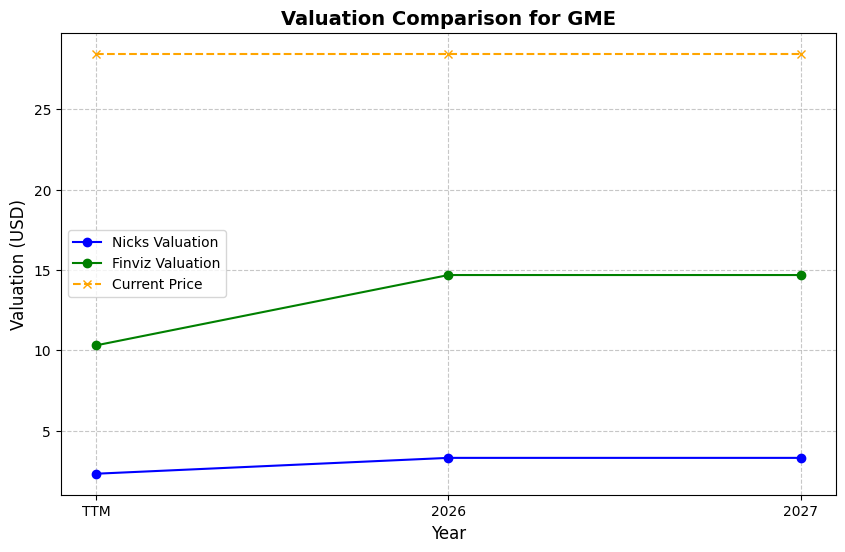 Valuation Comparison for GME
Valuation (USD)
25
20
15
10
5
Nicks Valuation
Finviz Valuation
Current Price
TTM
2026
2027
Year